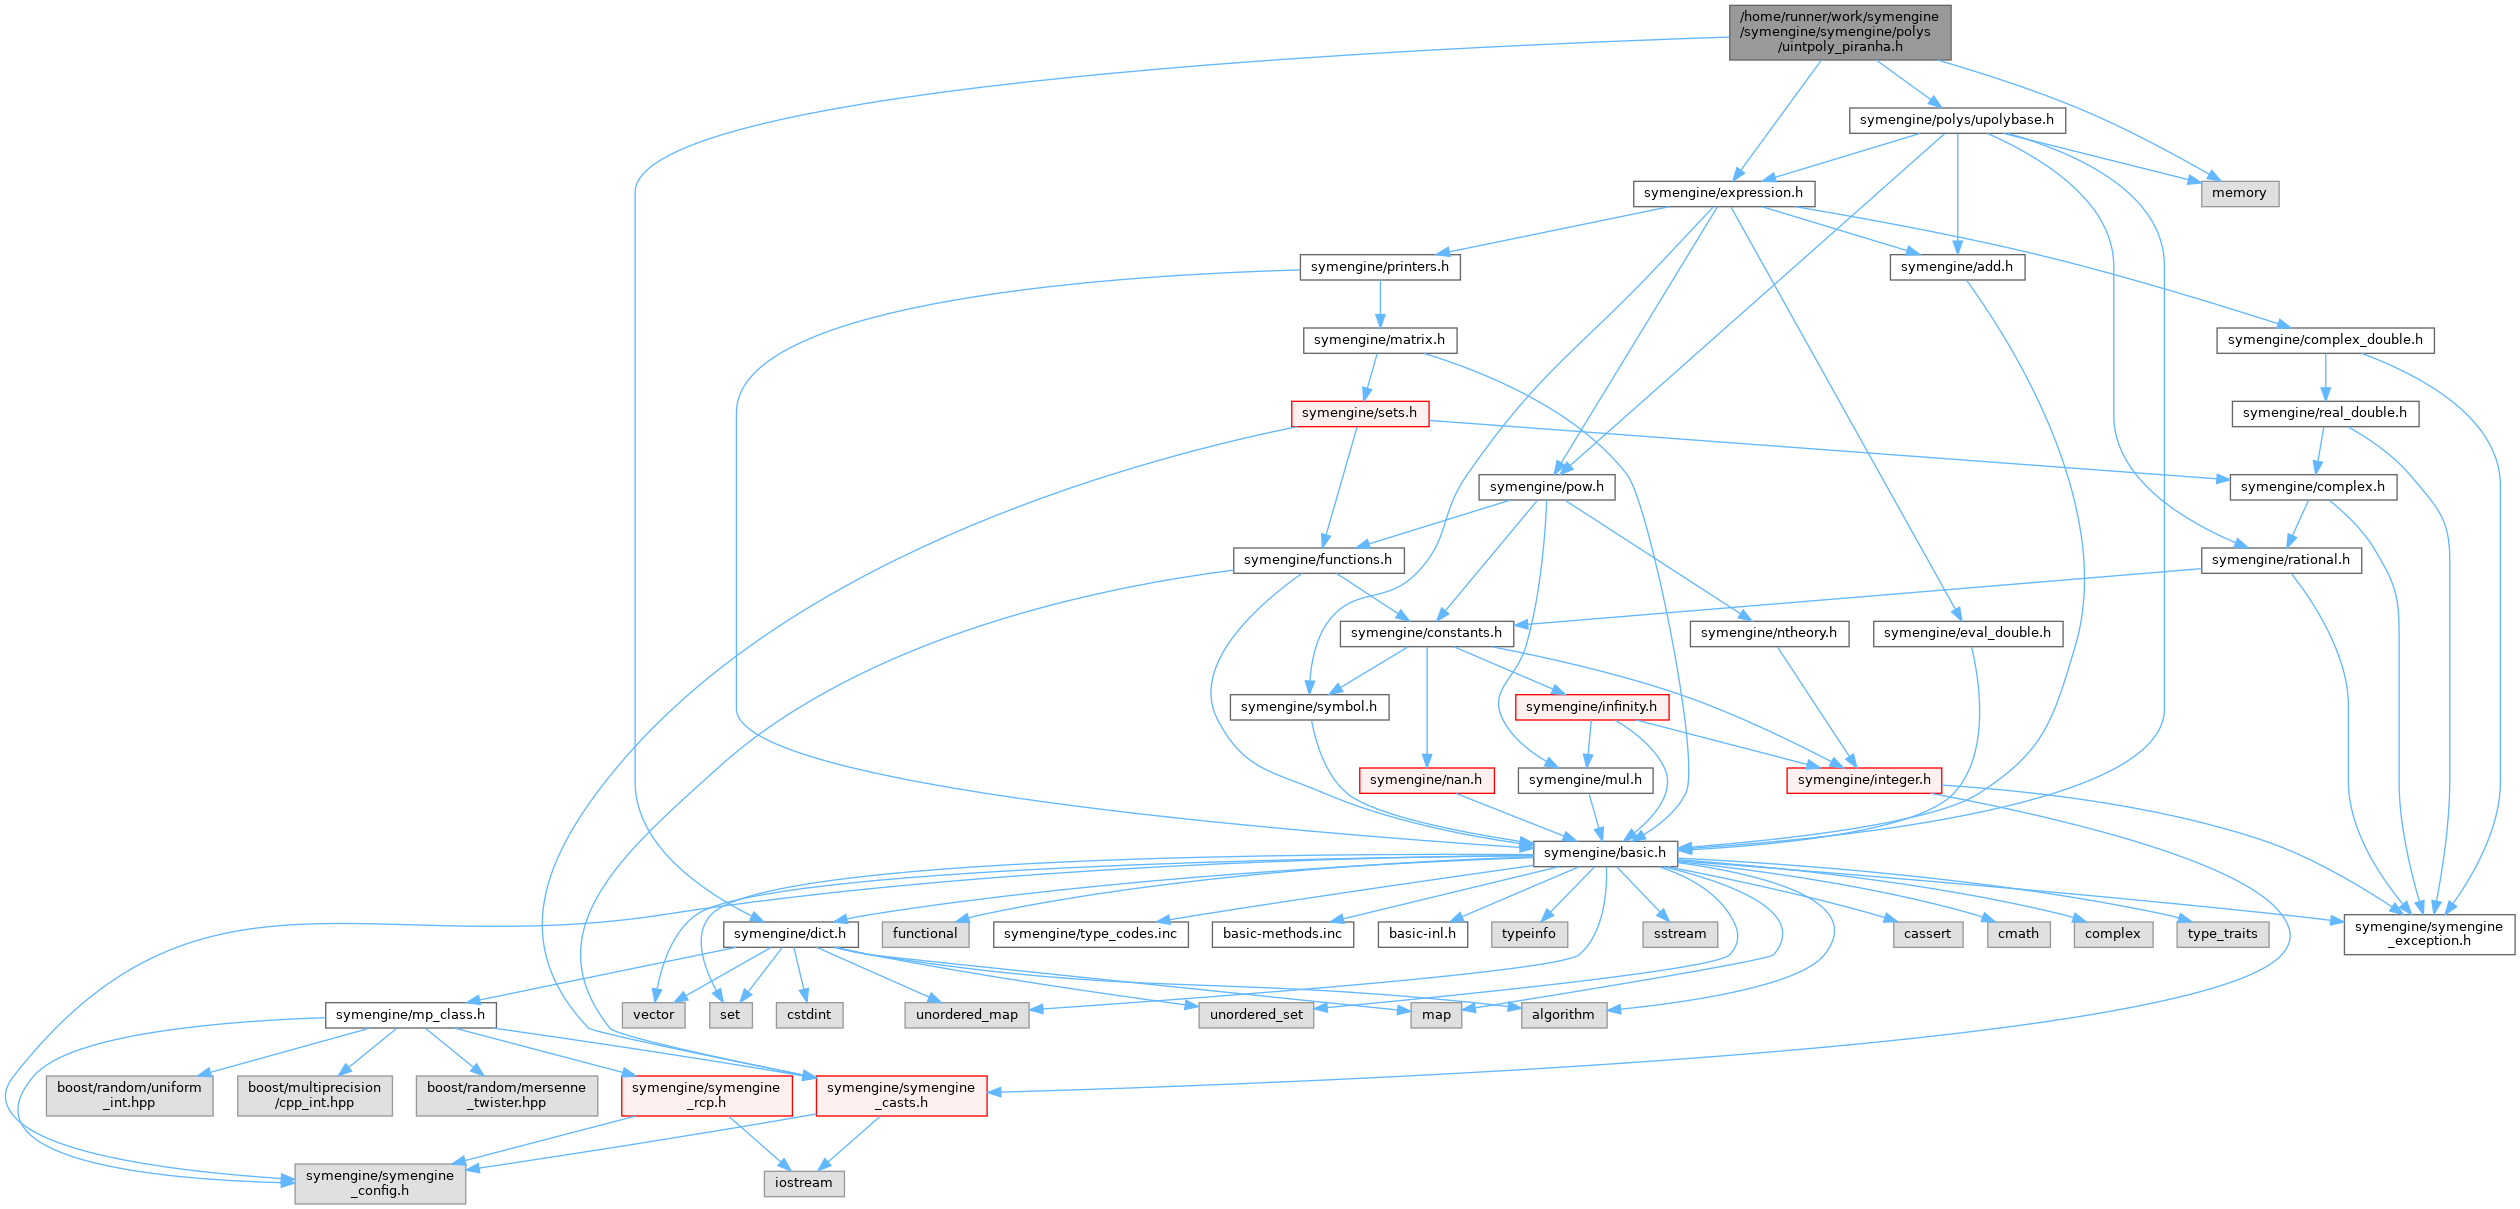 /home/runner/work/symengine
/symengine/symengine/polys
/uintpoly_piranha.h
symengine/polys/upolybase.h
symengine/expression.h
memory
symengine/printers.h
symengine/add.h
symengine/matrix.h
symengine/complex_double.h
symengine/sets.h
symengine/real_double.h
symengine/pow.h
symengine/complex.h
symengine/functions.h
symengine/rational.h
symengine/constants.h
symengine/ntheory.h
symengine/eval_double.h
symengine/symbol.h
symengine/infinity.h
symengine/nan.h
symengine/mul.h
symengine/integer.h
symengine/basic.h
symengine/dict.h
functional
symengine/type_codes.inc
basic-methods.inc
basic-inl.h
typeinfo
sstream
cassert
cmath
complex
type_traits
symengine/symengine
_exception.h
symengine/mp_class.h
vector
set
cstdint
unordered_map
unordered_set
map
algorithm
boost/random/uniform
_int.hpp
boost/multiprecision
/cpp_int.hpp
boost/random/mersenne
_twister.hpp
symengine/symengine
_rcp.h
symengine/symengine
_casts.h
symengine/symengine
_config.h
iostream